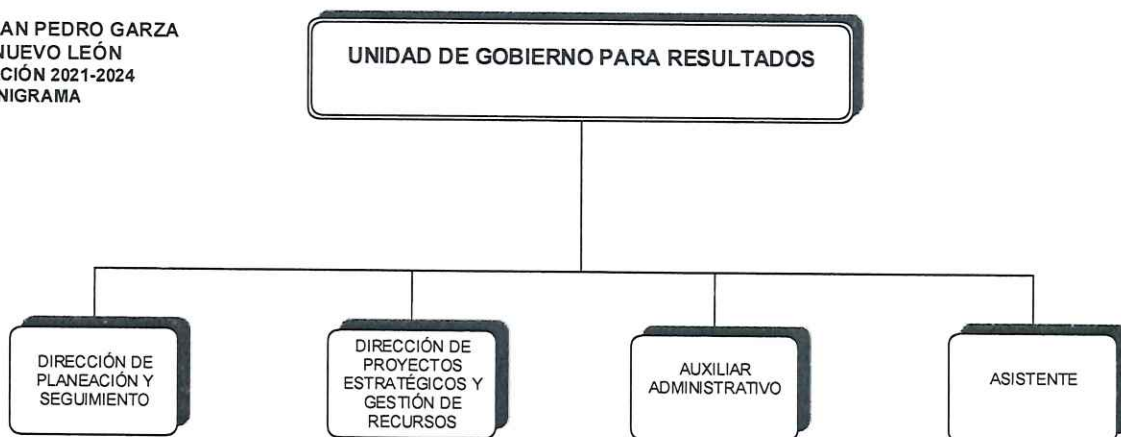 AN PEDRO GARZA
NUEVO LEÓN
CIÓN 2021-2024
NIGRAMA
UNIDAD DE GOBIERNO PARA RESULTADOS
DIRECCIÓN DE
PLANEACIÓN Y
SEGUIMIENTO
DIRECCIÓN DE
PROYECTOS
ESTRATÉGICOS Y
GESTIÓN DE
RECURSOS
AUXILIAR
ADMINISTRATIVO
ASISTENTE